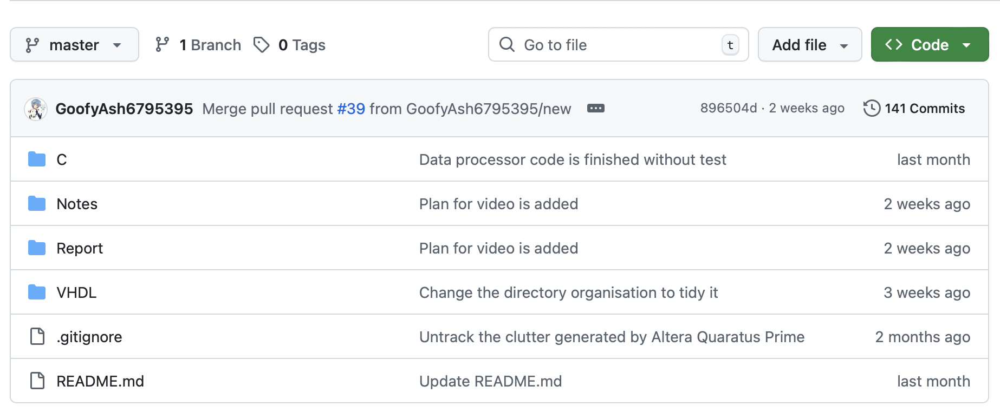 master 1 Branch 0 Tags Go to file t Add file Code
GoofyAsh6795395 Merge pull request #39 from GoofyAsh6795395/new 896504d · 2 weeks ago 141 Commits
C Data processor code is finished without test last month
Notes Plan for video is added 2 weeks ago
Report Plan for video is added 2 weeks ago
VHDL Change the directory organisation to tidy it 3 weeks ago
.gitignore Untrack the clutter generated by Altera Quaratus Prime 2 months ago
README.md Update README.md last month